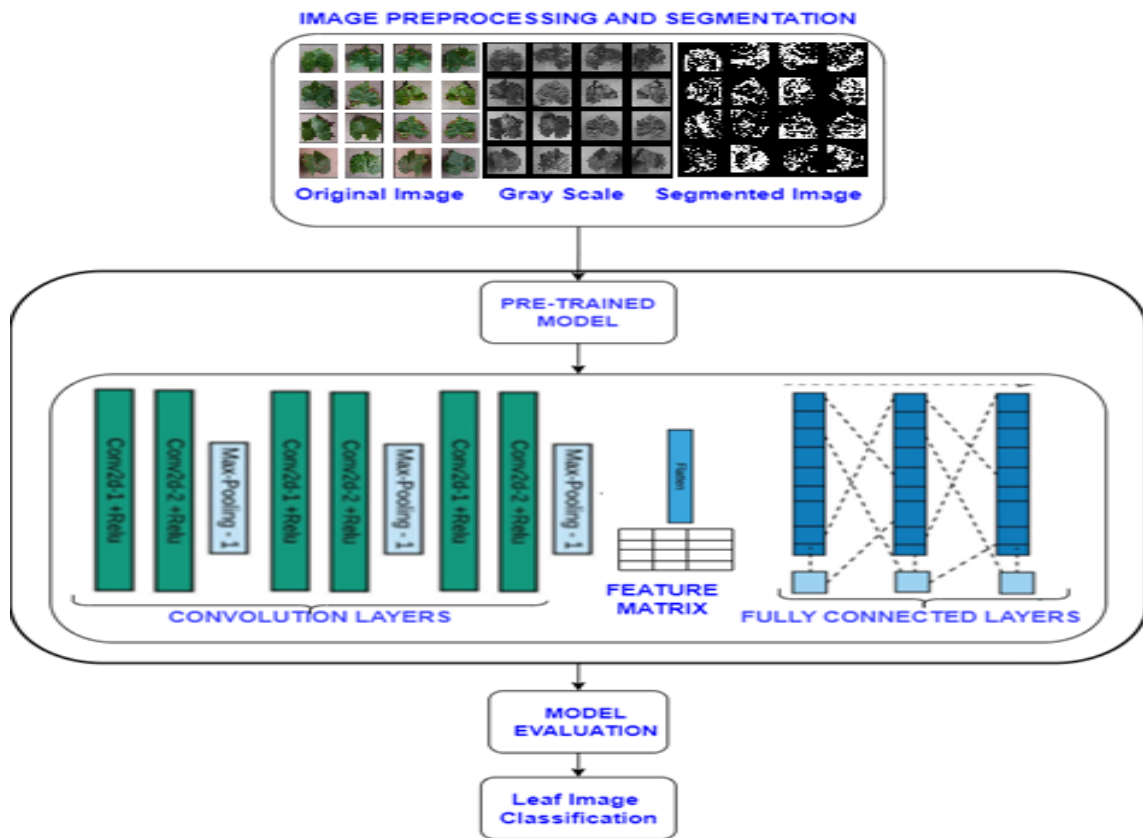 IMAGE PREPROCESSING AND SEGMENTATION
Original Image
Gray Scale
Segmented Image
PRE-TRAINED
MODEL
Conv2d-1 +Relu
Conv2d-2 +Relu
Max-Pooling - 1
Conv2d-1 +Relu
Conv2d-2 +Relu
Max-Pooling - 1
Conv2d-1 +Relu
Conv2d-2 +Relu
Max-Pooling - 1
Flatten
FEATURE
MATRIX
CONVOLUTION LAYERS
FULLY CONNECTED LAYERS
MODEL
EVALUATION
Leaf Image
Classification